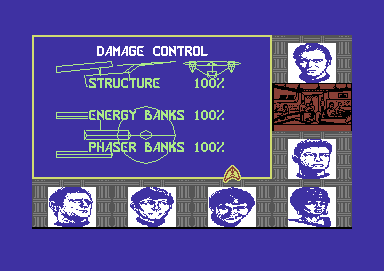 DAMAGE CONTROL
STRUCTURE 100%
ENERGY BANKS 100%
PHASER BANKS 100%